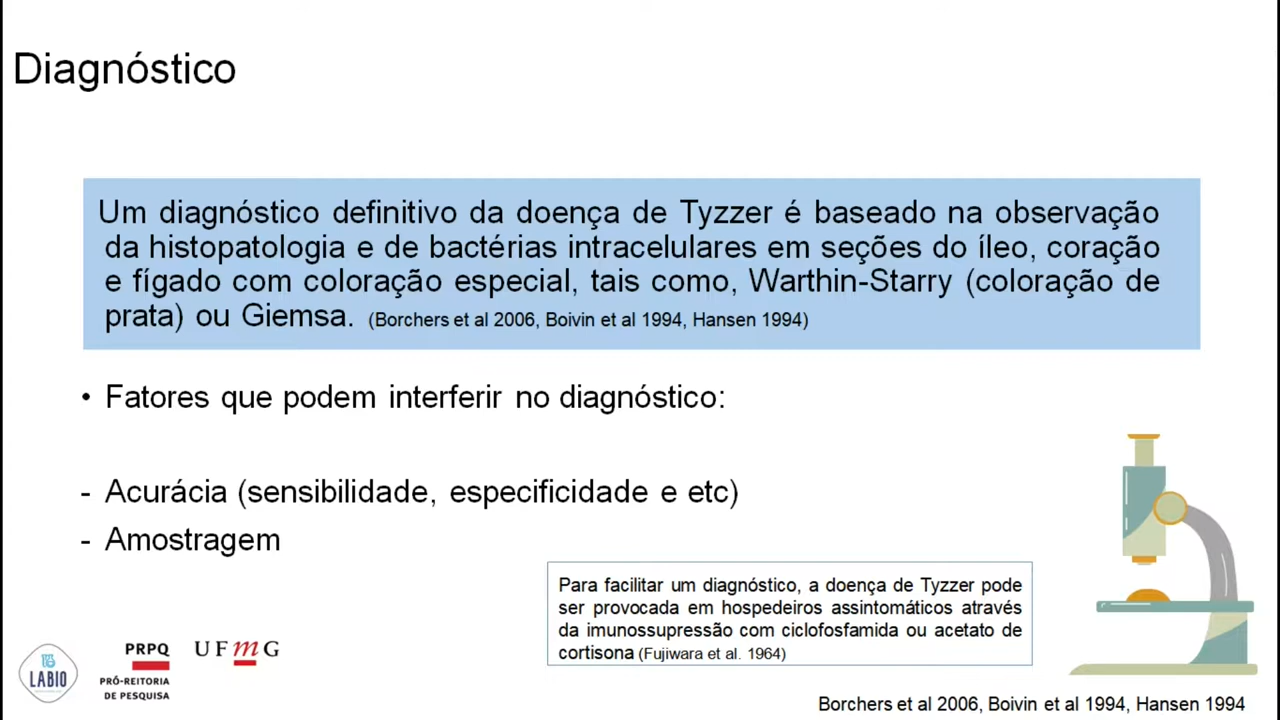 Diagnóstico
Um diagnóstico definitivo da doença de Tyzzer é baseado na observação
da histopatologia e de bactérias intracelulares em seções do íleo, coração
e fígado com coloração especial, tais como, Warthin-Starry (coloração de
prata) ou Giemsa. (Borchers et al 2006, Boivin et al 1994, Hansen 1994)
• Fatores que podem interferir no diagnóstico:
- Acurácia (sensibilidade, especificidade e etc)
- Amostragem
Para facilitar um diagnóstico, a doença de Tyzzer pode
ser provocada em hospedeiros assintomáticos através
da imunossupressão com ciclofosfamida ou acetato de
cortisona (Fujiwara et al. 1964)
LABIO
PRPQ
PRÓ-REITORIA
DE PESQUISA
UFmG
Borchers et al 2006, Boivin et al 1994, Hansen 1994